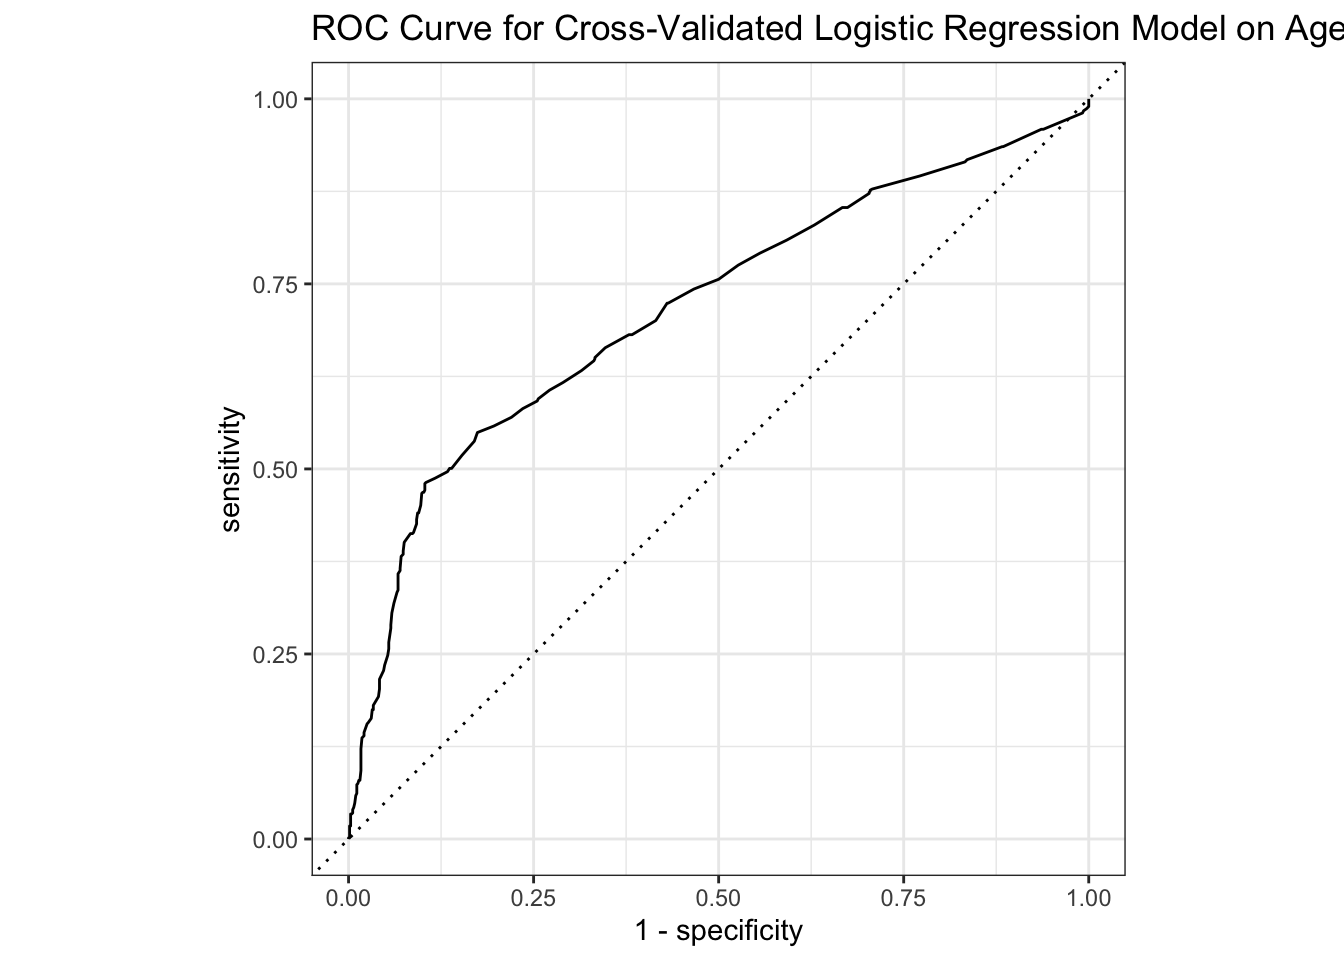 ROC Curve for Cross-Validated Logistic Regression Model on Age
1.00
0.75
0.50
0.25
0.00
sensitivity
0.00 0.25 0.50 0.75 1.00
1 - specificity